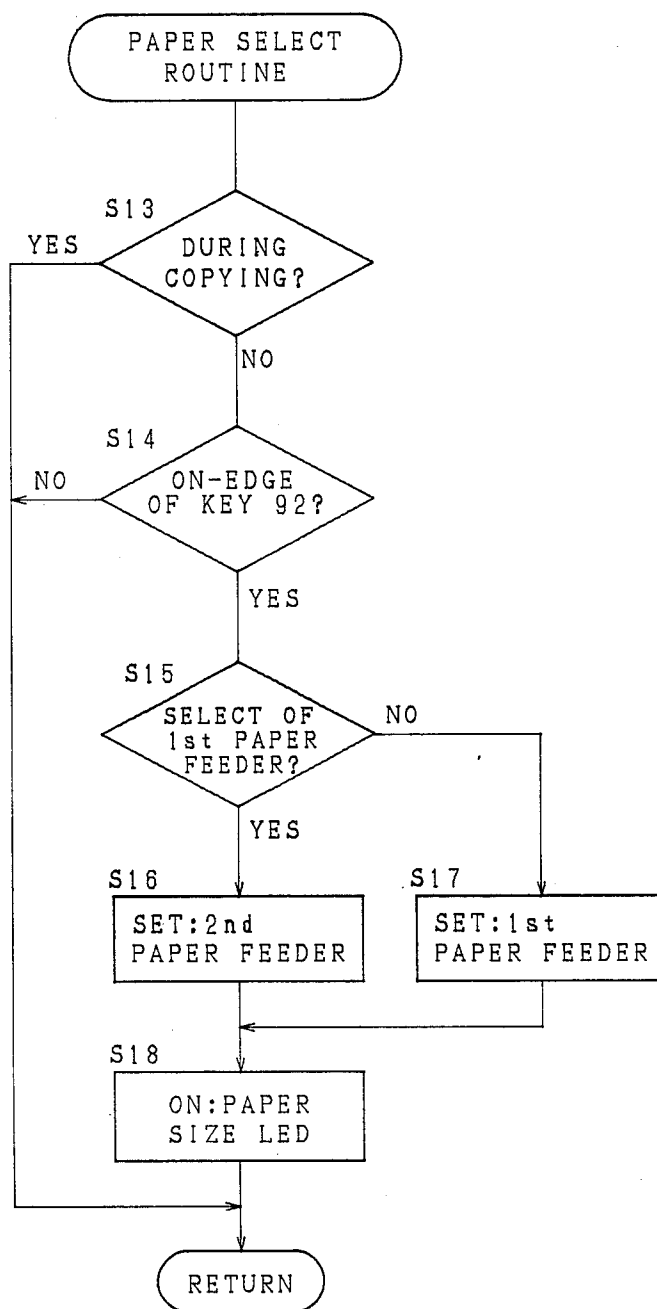 PAPER SELECT
ROUTINE
S13
YES
DURING
COPYING?
NO
S14
NO
ON-EDGE
OF KEY 92?
YES
S15
SELECT OF
1st PAPER
FEEDER?
NO
YES
S16
SET:2nd
PAPER FEEDER
S17
SET:1st
PAPER FEEDER
S18
ON:PAPER
SIZE LED
RETURN